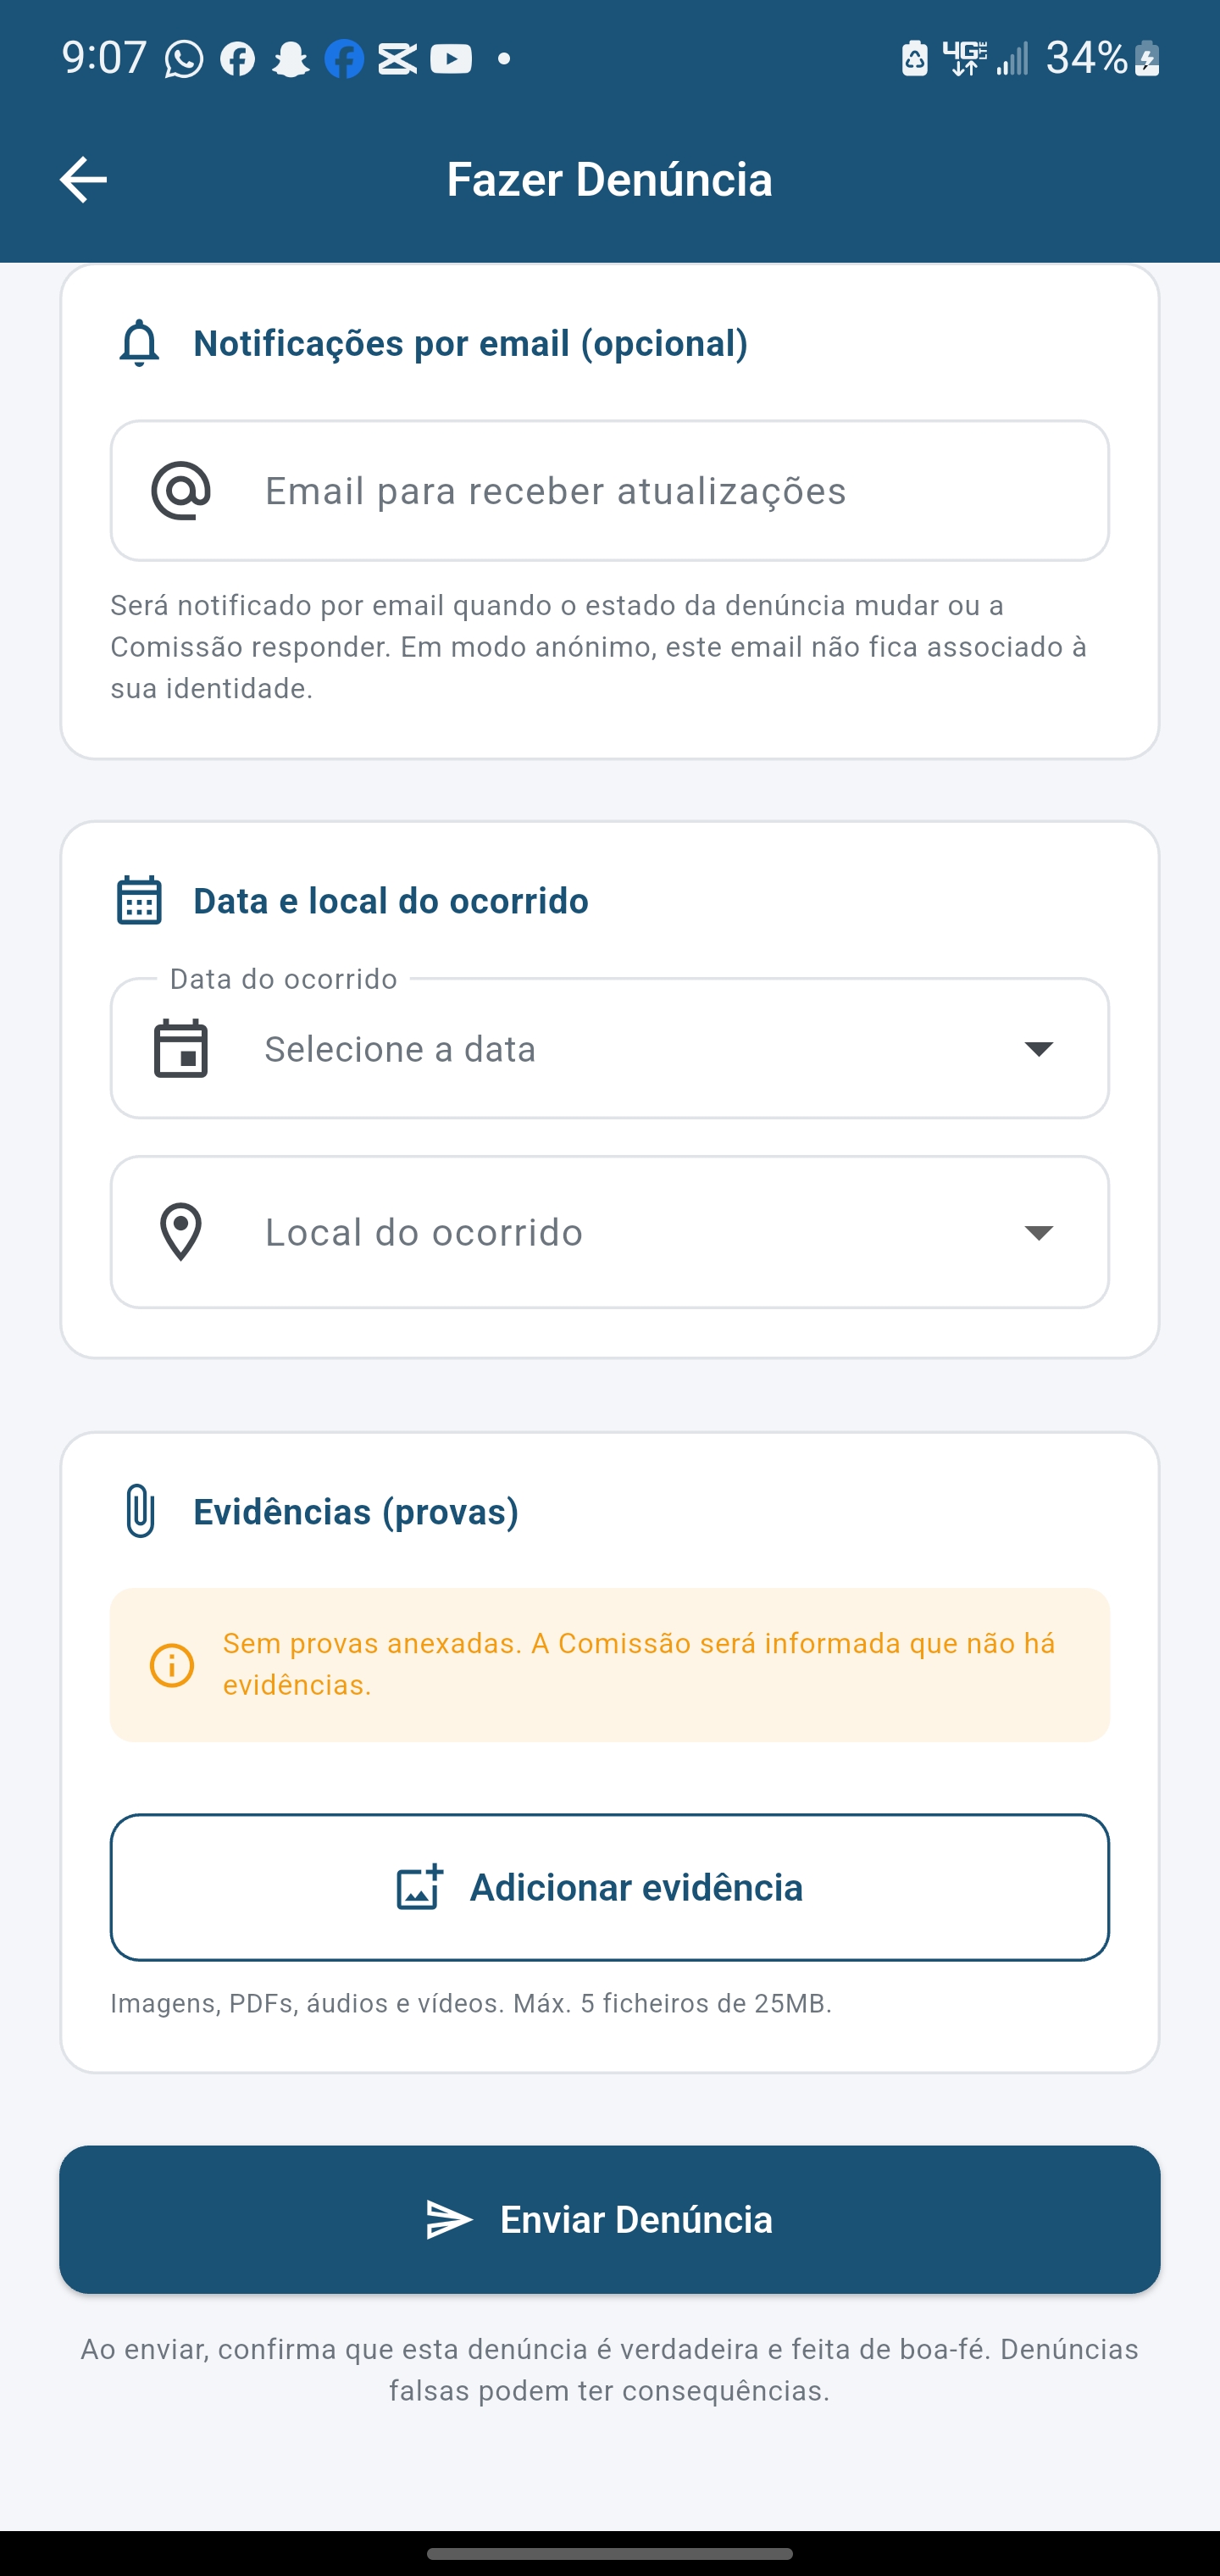 9:07
4G LTE 34%
Fazer Denúncia
Notificações por email (opcional)
Email para receber atualizações
Será notificado por email quando o estado da denúncia mudar ou a
Comissão responder. Em modo anónimo, este email não fica associado à
sua identidade.
Data e local do ocorrido
Data do ocorrido
Selecione a data
Local do ocorrido
Evidências (provas)
Sem provas anexadas. A Comissão será informada que não há
evidências.
Adicionar evidência
Imagens, PDFs, áudios e vídeos. Máx. 5 ficheiros de 25MB.
Enviar Denúncia
Ao enviar, confirma que esta denúncia é verdadeira e feita de boa-fé. Denúncias
falsas podem ter consequências.